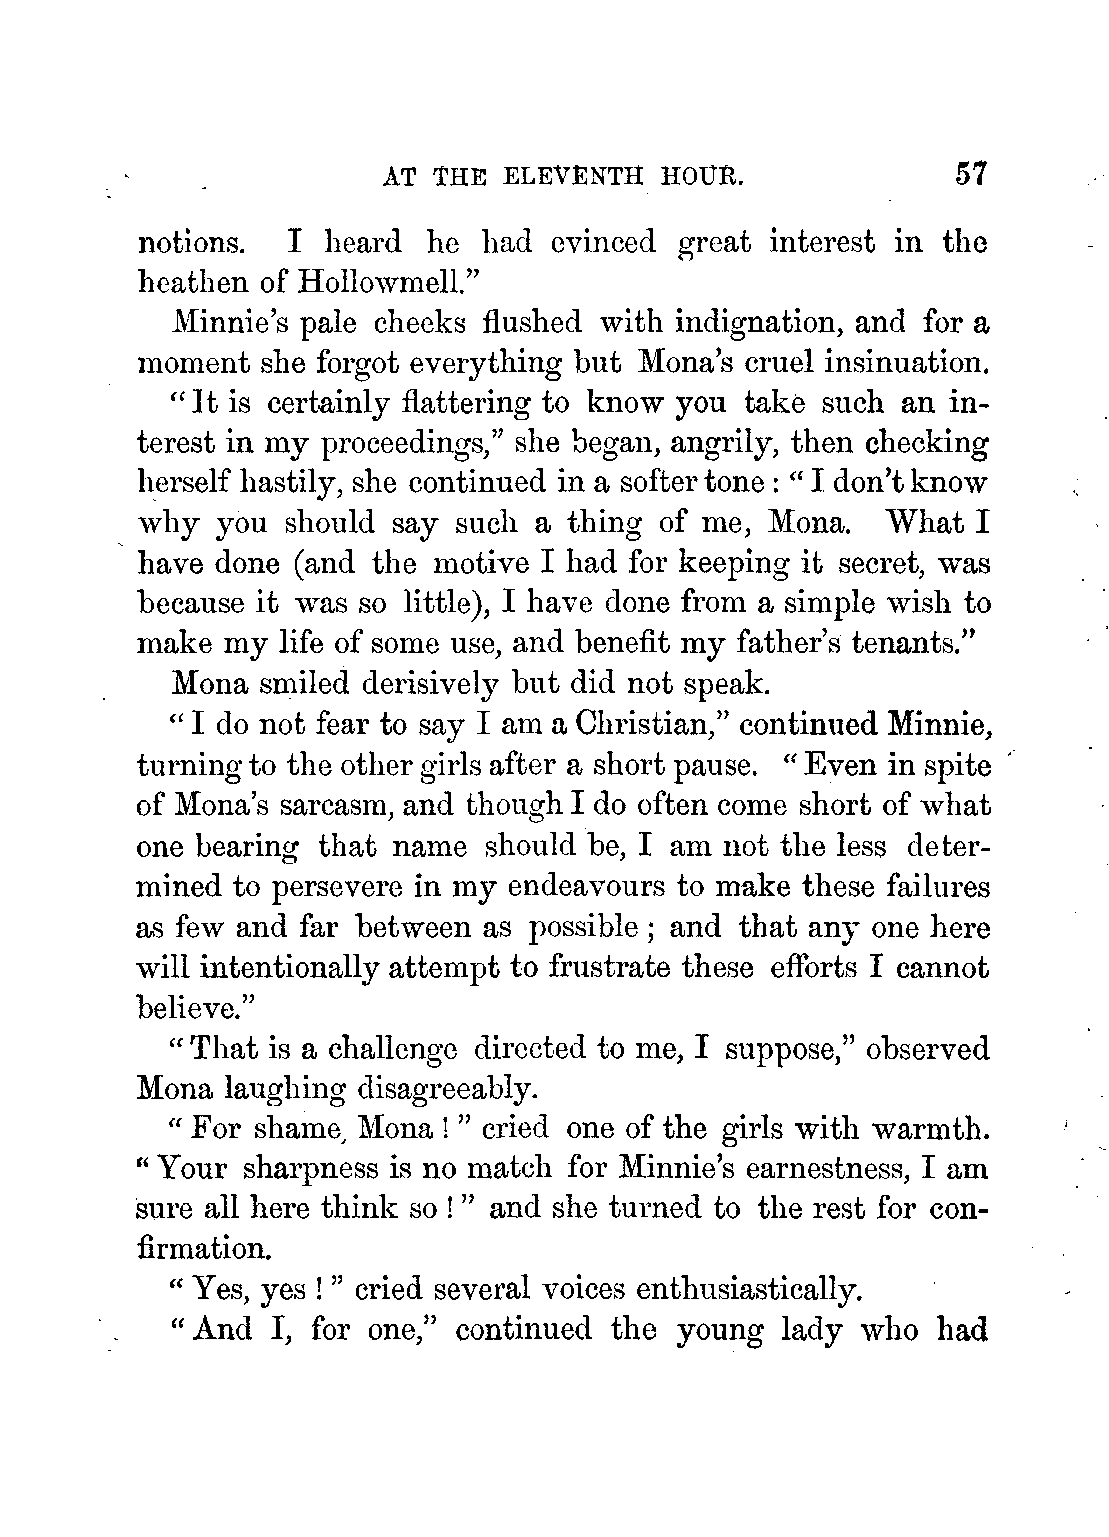 AT THE ELEVENTH HOUR. 57
notions. I heard he had evinced great interest in the
heathen of Hollowmell.”
Minnie’s pale cheeks flushed with indignation, and for a
moment she forgot everything but Mona’s cruel insinuation.
“It is certainly flattering to know you take such an in-
terest in my proceedings,” she began, angrily, then checking
herself hastily, she continued in a softer tone: “I don’t know
why you should say such a thing of me, Mona. What I
have done (and the motive I had for keeping it secret, was
because it was so little), I have done from a simple wish to
make my life of some use, and benefit my father’s tenants.”
Mona smiled derisively but did not speak.
“I do not fear to say I am a Christian,” continued Minnie,
turning to the other girls after a short pause. “Even in spite
of Mona’s sarcasm, and though I do often come short of what
one bearing that name should be, I am not the less deter-
mined to persevere in my endeavours to make these failures
as few and far between as possible; and that any one here
will intentionally attempt to frustrate these efforts I cannot
believe.”
“That is a challenge directed to me, I suppose,” observed
Mona laughing disagreeably.
“For shame, Mona!” cried one of the girls with warmth.
“Your sharpness is no match for Minnie’s earnestness, I am
sure all here think so!” and she turned to the rest for con-
firmation.
“Yes, yes!” cried several voices enthusiastically.
“And I, for one,” continued the young lady who had